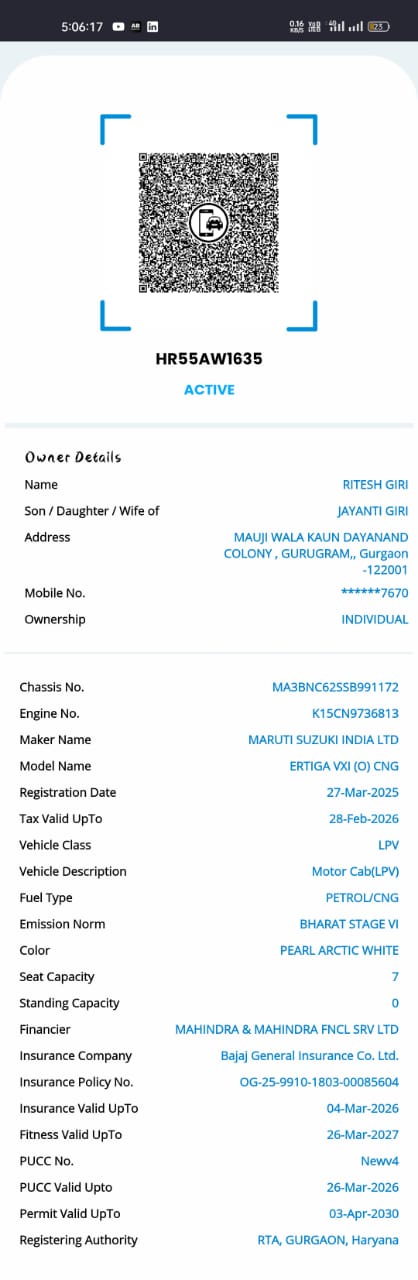 5:06:17
0.16 KB/S 4G 23
HR55AW1635
ACTIVE
Owner Details
Name RITESH GIRI
Son / Daughter / Wife of JAYANTI GIRI
Address MAUJI WALA KAUN DAYANAND
COLONY , GURUGRAM,, Gurgaon
-122001
Mobile No. ******7670
Ownership INDIVIDUAL
Chassis No. MA3BNC62SSB991172
Engine No. K15CN9736813
Maker Name MARUTI SUZUKI INDIA LTD
Model Name ERTIGA VXI (O) CNG
Registration Date 27-Mar-2025
Tax Valid UpTo 28-Feb-2026
Vehicle Class LPV
Vehicle Description Motor Cab(LPV)
Fuel Type PETROL/CNG
Emission Norm BHARAT STAGE VI
Color PEARL ARCTIC WHITE
Seat Capacity 7
Standing Capacity 0
Financier MAHINDRA & MAHINDRA FNCL SRV LTD
Insurance Company Bajaj General Insurance Co. Ltd.
Insurance Policy No. OG-25-9910-1803-00085604
Insurance Valid UpTo 04-Mar-2026
Fitness Valid UpTo 26-Mar-2027
PUCC No. Newv4
PUCC Valid Upto 26-Mar-2026
Permit Valid UpTo 03-Apr-2030
Registering Authority RTA, GURGAON, Haryana